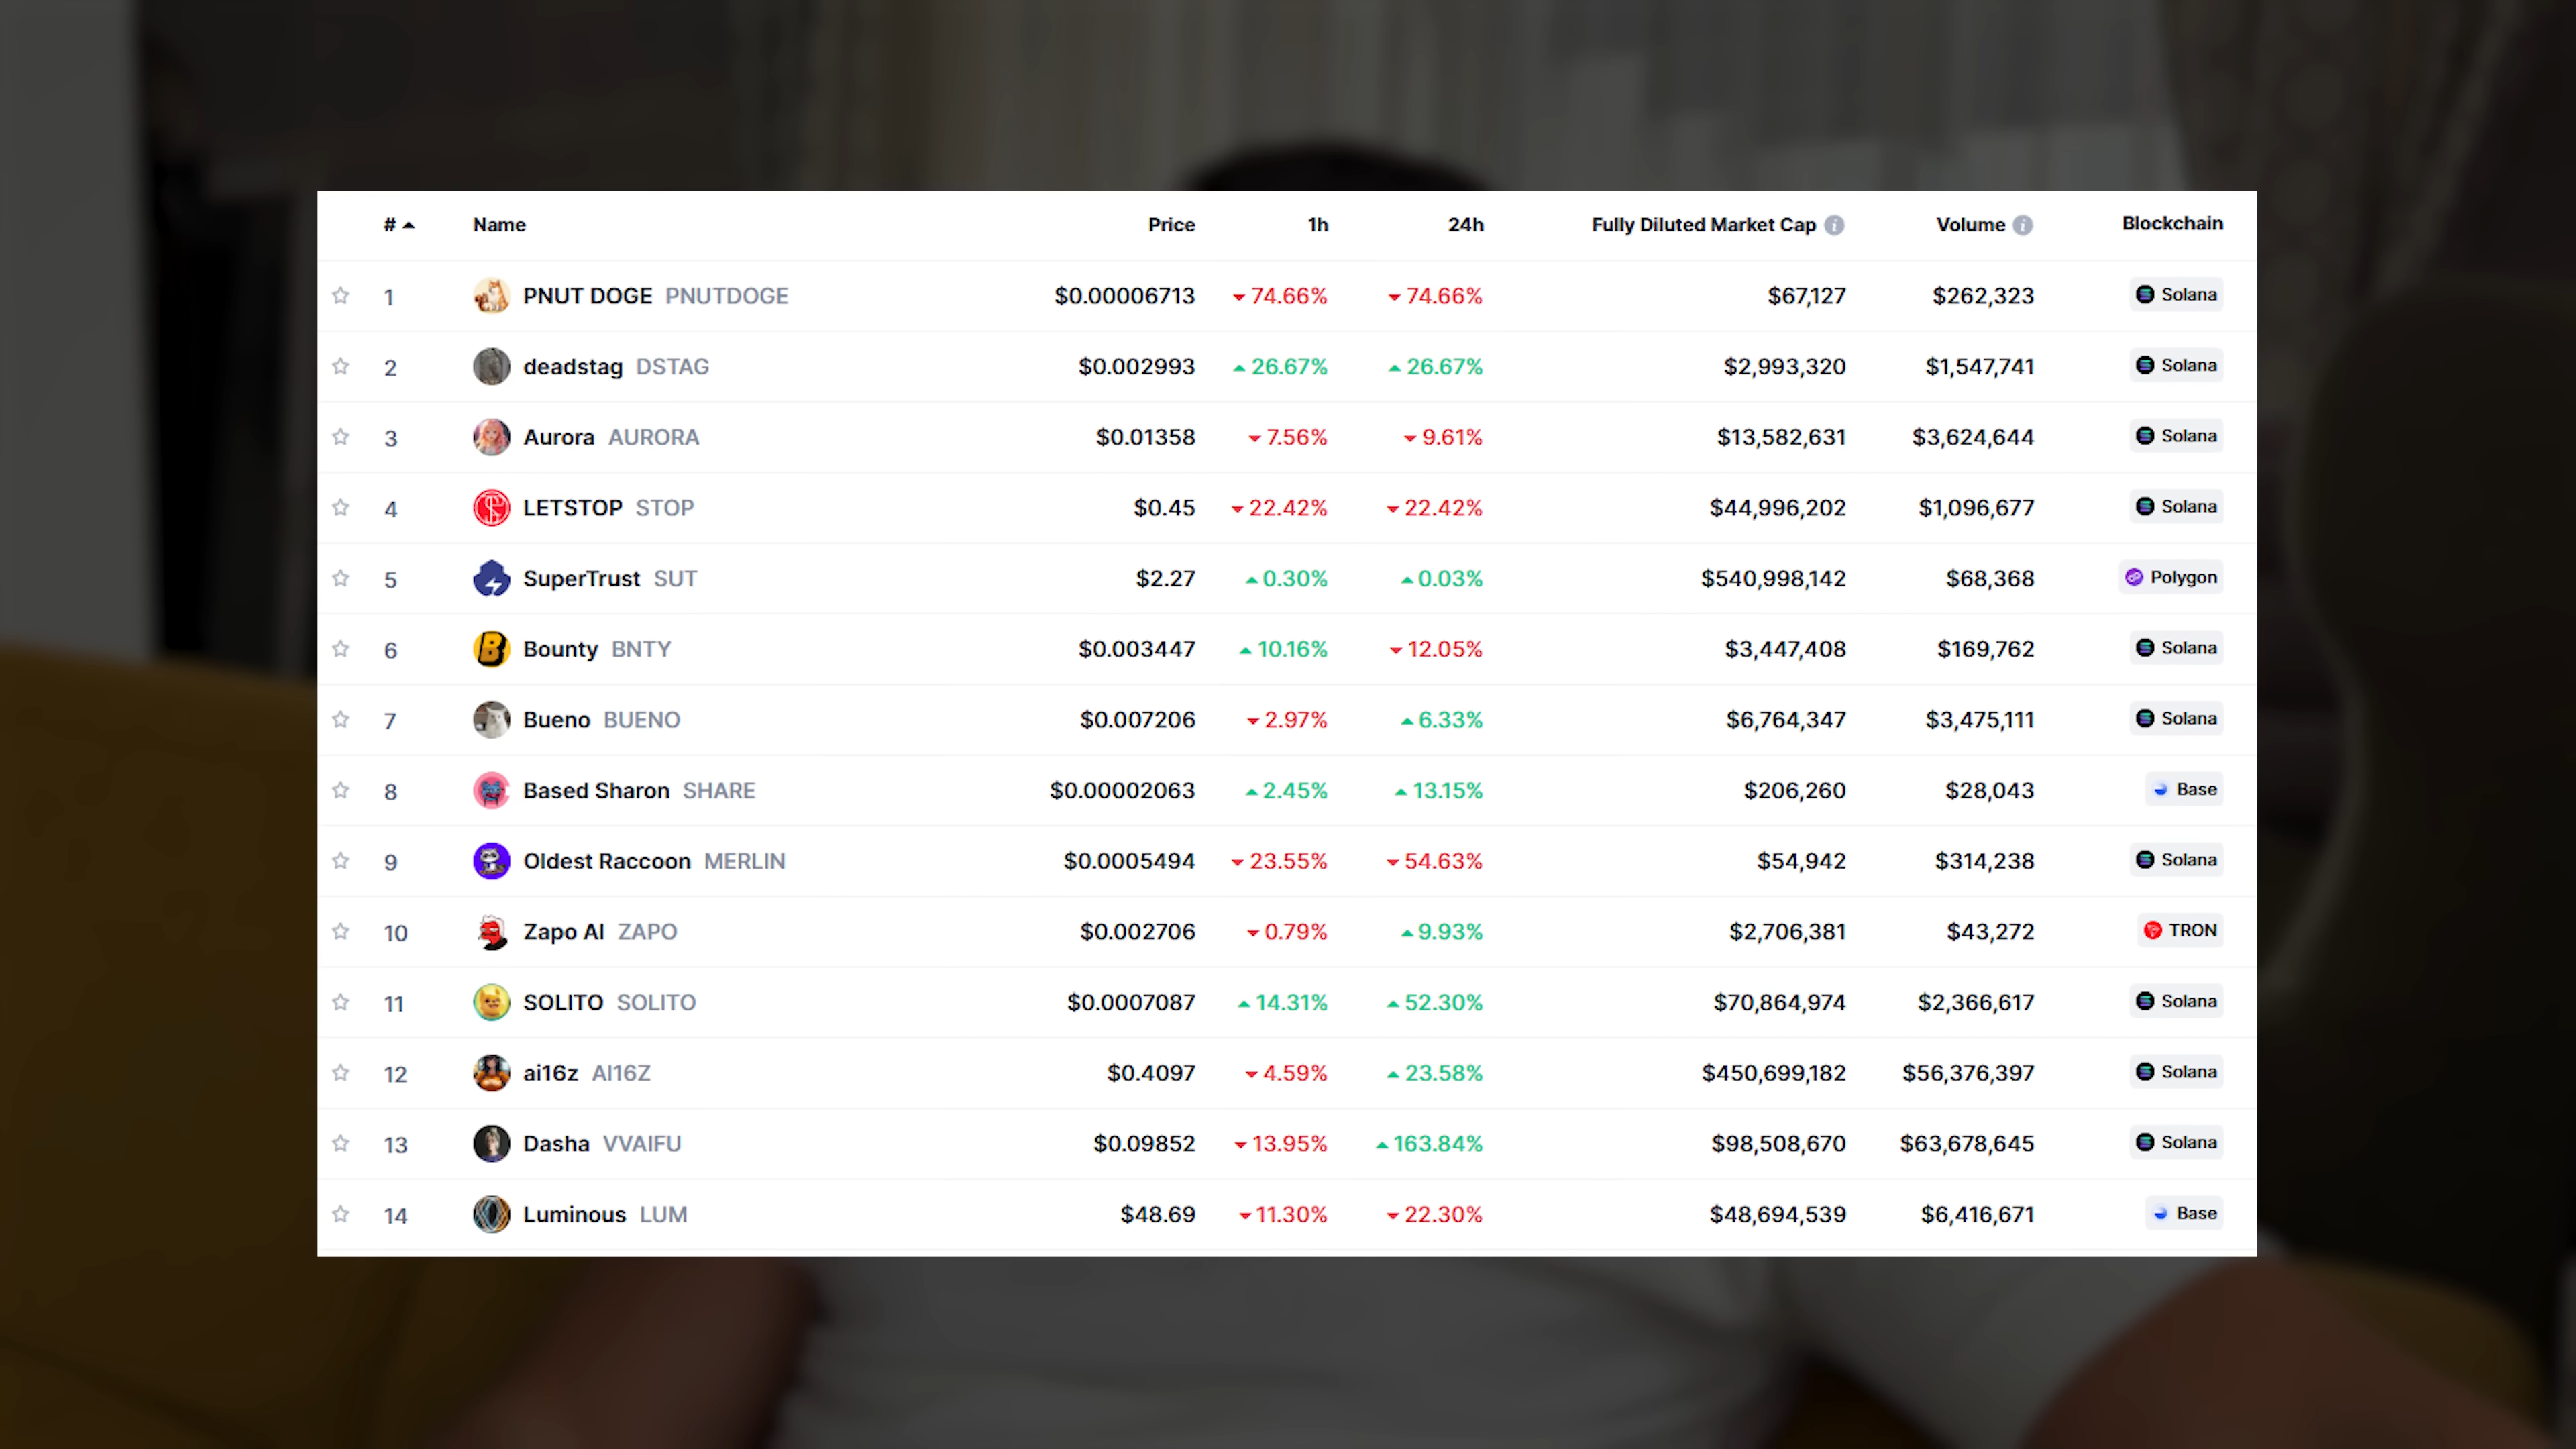 # Name Price 1h 24h Fully Diluted Market Cap Volume Blockchain
1 PNUT DOGE PNUTDOGE $0.00006713 74.66% 74.66% $67,127 $262,323 Solana
2 deadstag DSTAG $0.002993 26.67% 26.67% $2,993,320 $1,547,741 Solana
3 Aurora AURORA $0.01358 7.56% 9.61% $13,582,631 $3,624,644 Solana
4 LETSTOP STOP $0.45 22.42% 22.42% $44,996,202 $1,096,677 Solana
5 SuperTrust SUT $2.27 0.30% 0.03% $540,998,142 $68,368 Polygon
6 Bounty BNTY $0.003447 10.16% 12.05% $3,447,408 $169,762 Solana
7 Bueno BUENO $0.007206 2.97% 6.33% $6,764,347 $3,475,111 Solana
8 Based Sharon SHARE $0.00002063 2.45% 13.15% $206,260 $28,043 Base
9 Oldest Raccoon MERLIN $0.0005494 23.55% 54.63% $54,942 $314,238 Solana
10 Zapo AI ZAPO $0.002706 0.79% 9.93% $2,706,381 $43,272 TRON
11 SOLITO SOLITO $0.0007087 14.31% 52.30% $70,864,974 $2,366,617 Solana
12 ai16z AI16Z $0.4097 4.59% 23.58% $450,699,182 $56,376,397 Solana
13 Dasha VVAIFU $0.09852 13.95% 163.84% $98,508,670 $63,678,645 Solana
14 Luminous LUM $48.69 11.30% 22.30% $48,694,539 $6,416,671 Base